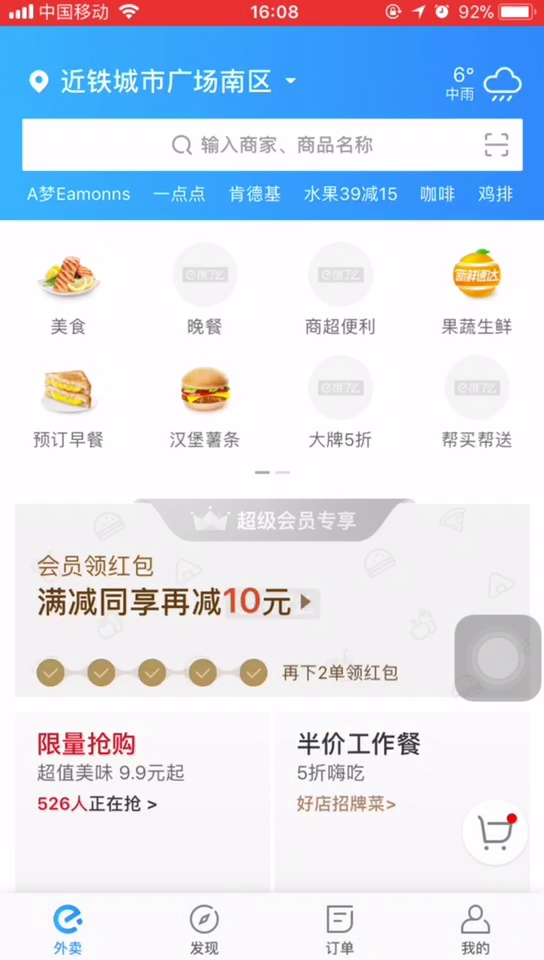 中国移动
16:08
92%
近铁城市广场南区
6°
中雨
输入商家、商品名称
A梦Eamonns 一点点 肯德基 水果39减15 咖啡 鸡排
新鲜速达
美食 晚餐 商超便利 果蔬生鲜
预订早餐 汉堡薯条 大牌5折 帮买帮送
超级会员专享
会员领红包
满减同享再减10元
再下2单领红包
限量抢购
超值美味 9.9元起
526人正在抢 >
半价工作餐
5折嗨吃
好店招牌菜>
外卖 发现 订单 我的